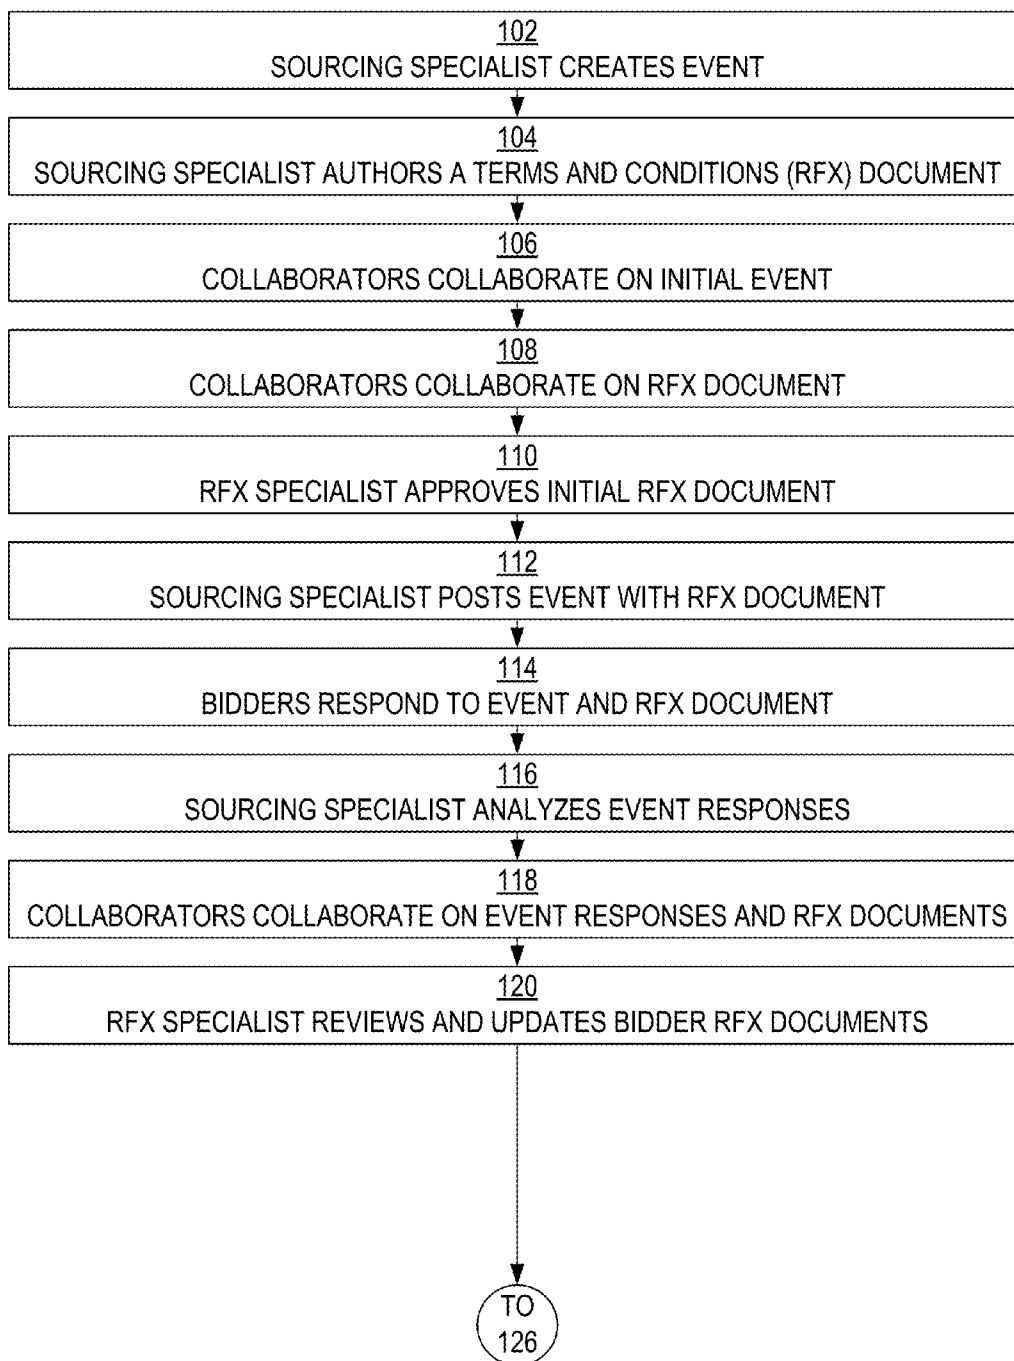 102
SOURCING SPECIALIST CREATES EVENT
104
SOURCING SPECIALIST AUTHORS A TERMS AND CONDITIONS (RFX) DOCUMENT
106
COLLABORATORS COLLABORATE ON INITIAL EVENT
108
COLLABORATORS COLLABORATE ON RFX DOCUMENT
110
RFX SPECIALIST APPROVES INITIAL RFX DOCUMENT
112
SOURCING SPECIALIST POSTS EVENT WITH RFX DOCUMENT
114
BIDDERS RESPOND TO EVENT AND RFX DOCUMENT
116
SOURCING SPECIALIST ANALYZES EVENT RESPONSES
118
COLLABORATORS COLLABORATE ON EVENT RESPONSES AND RFX DOCUMENTS
120
RFX SPECIALIST REVIEWS AND UPDATES BIDDER RFX DOCUMENTS
TO
126